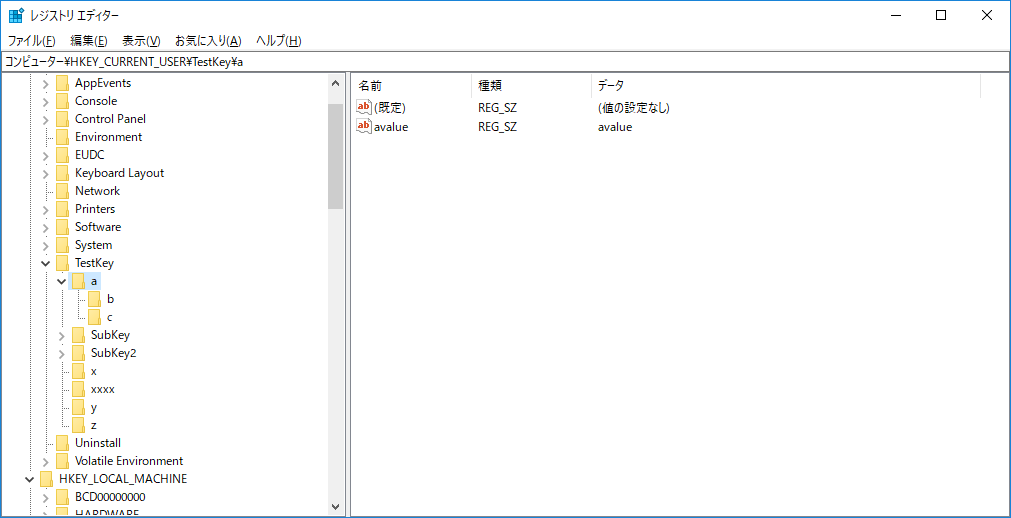 レジストリ エディター
ファイル(F) 編集(E) 表示(V) お気に入り(A) ヘルプ(H)
コンピューター¥HKEY_CURRENT_USER¥TestKey¥a
AppEvents
Console
Control Panel
Environment
EUDC
Keyboard Layout
Network
Printers
Software
System
TestKey
a
b
c
SubKey
SubKey2
x
xxxx
y
z
Uninstall
Volatile Environment
HKEY_LOCAL_MACHINE
BCD00000000
HARDWARE
名前 種類 データ
ab (既定) REG_SZ (値の設定なし)
ab avalue REG_SZ avalue